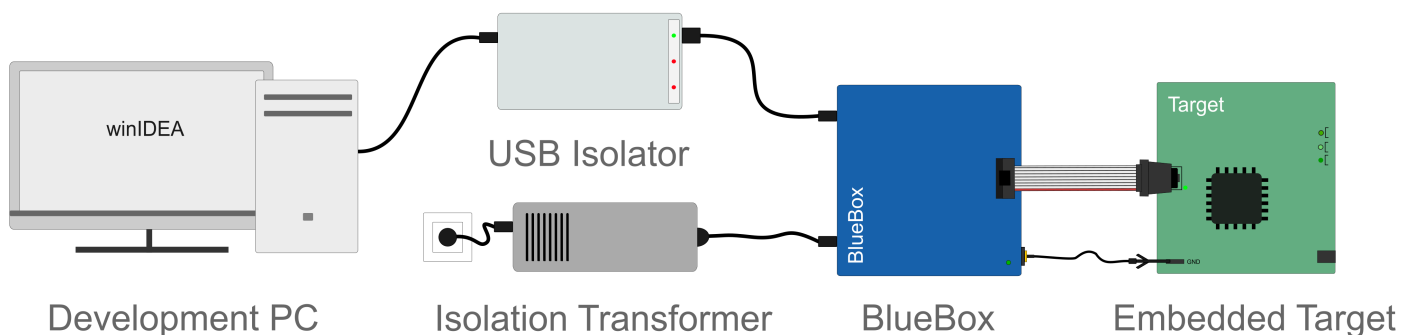 winIDEA
USB Isolator
BlueBox
Target
GND
Development PC
Isolation Transformer
BlueBox
Embedded Target